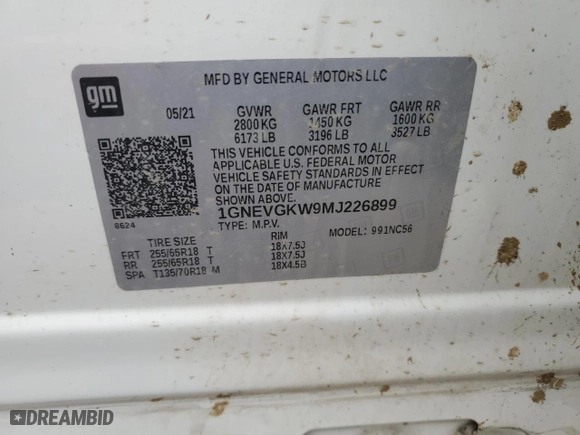 gm
MFD BY GENERAL MOTORS LLC
05/21 GVWR GAWR FRT GAWR RR
2800 KG 1450 KG 1600 KG
6173 LB 3196 LB 3527 LB
THIS VEHICLE CONFORMS TO ALL
APPLICABLE U.S. FEDERAL MOTOR
VEHICLE SAFETY STANDARDS IN EFFECT
ON THE DATE OF MANUFACTURE
SHOWN ABOVE.
8624
1GNEVGKW9MJ226899
TYPE: M.P.V. MODEL: 991NC56
TIRE SIZE RIM
FRT 255/65R18 T 18X7.5J
RR 255/65R18 T 18X7.5J
SPA T135/70R18 M 18X4.5B
DREAMBID